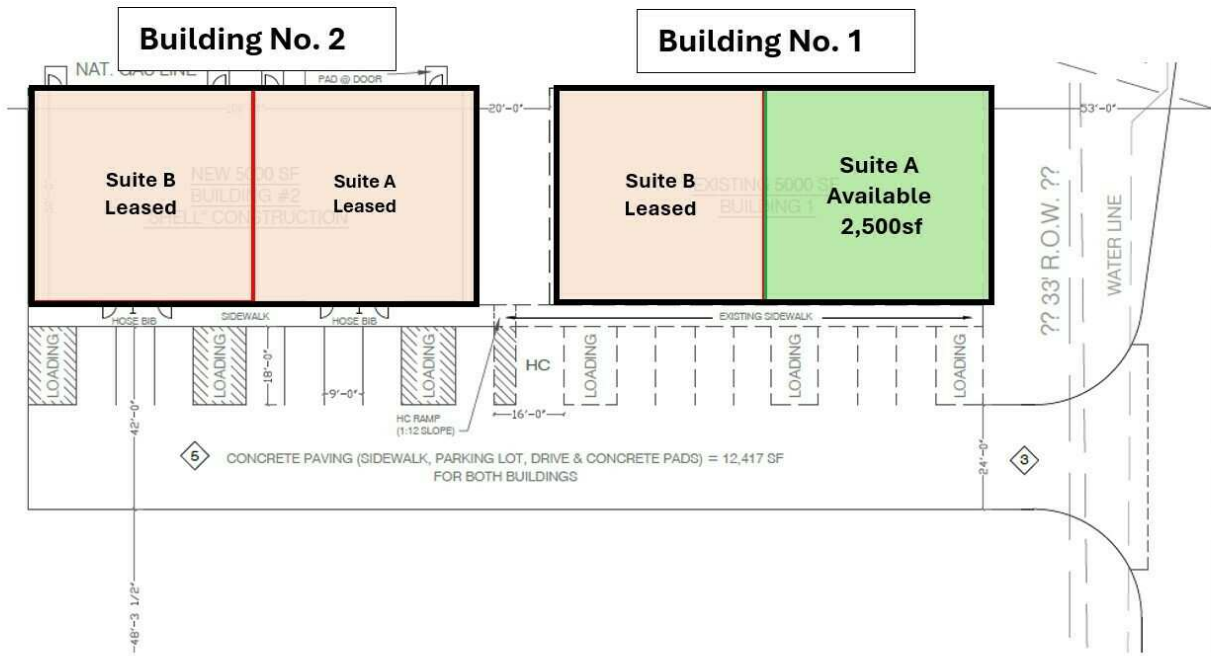 Building No. 2
Building No. 1
NAT. GAS LINE
PAD @ DOOR
20'-0"
53'-0"
Suite B
Leased
NEW 5000 SF
BUILDING #2
SHELL" CONSTRUCTION
Suite A
Leased
Suite B
Leased
EXISTING 5000 SF
BUILDING 1
Suite A
Available
2,500sf
?? 33' R.O.W. ??
WATER LINE
HOSE BIB
SIDEWALK
HOSE BIB
EXISTING SIDEWALK
LOADING
LOADING
18'-0"
9'-0"
LOADING
HC
LOADING
LOADING
LOADING
16'-0"
HC RAMP
(1:12 SLOPE)
42'-0"
24'-0"
5
CONCRETE PAVING (SIDEWALK, PARKING LOT, DRIVE & CONCRETE PADS) = 12,417 SF
FOR BOTH BUILDINGS
3
48'-3 1/2"